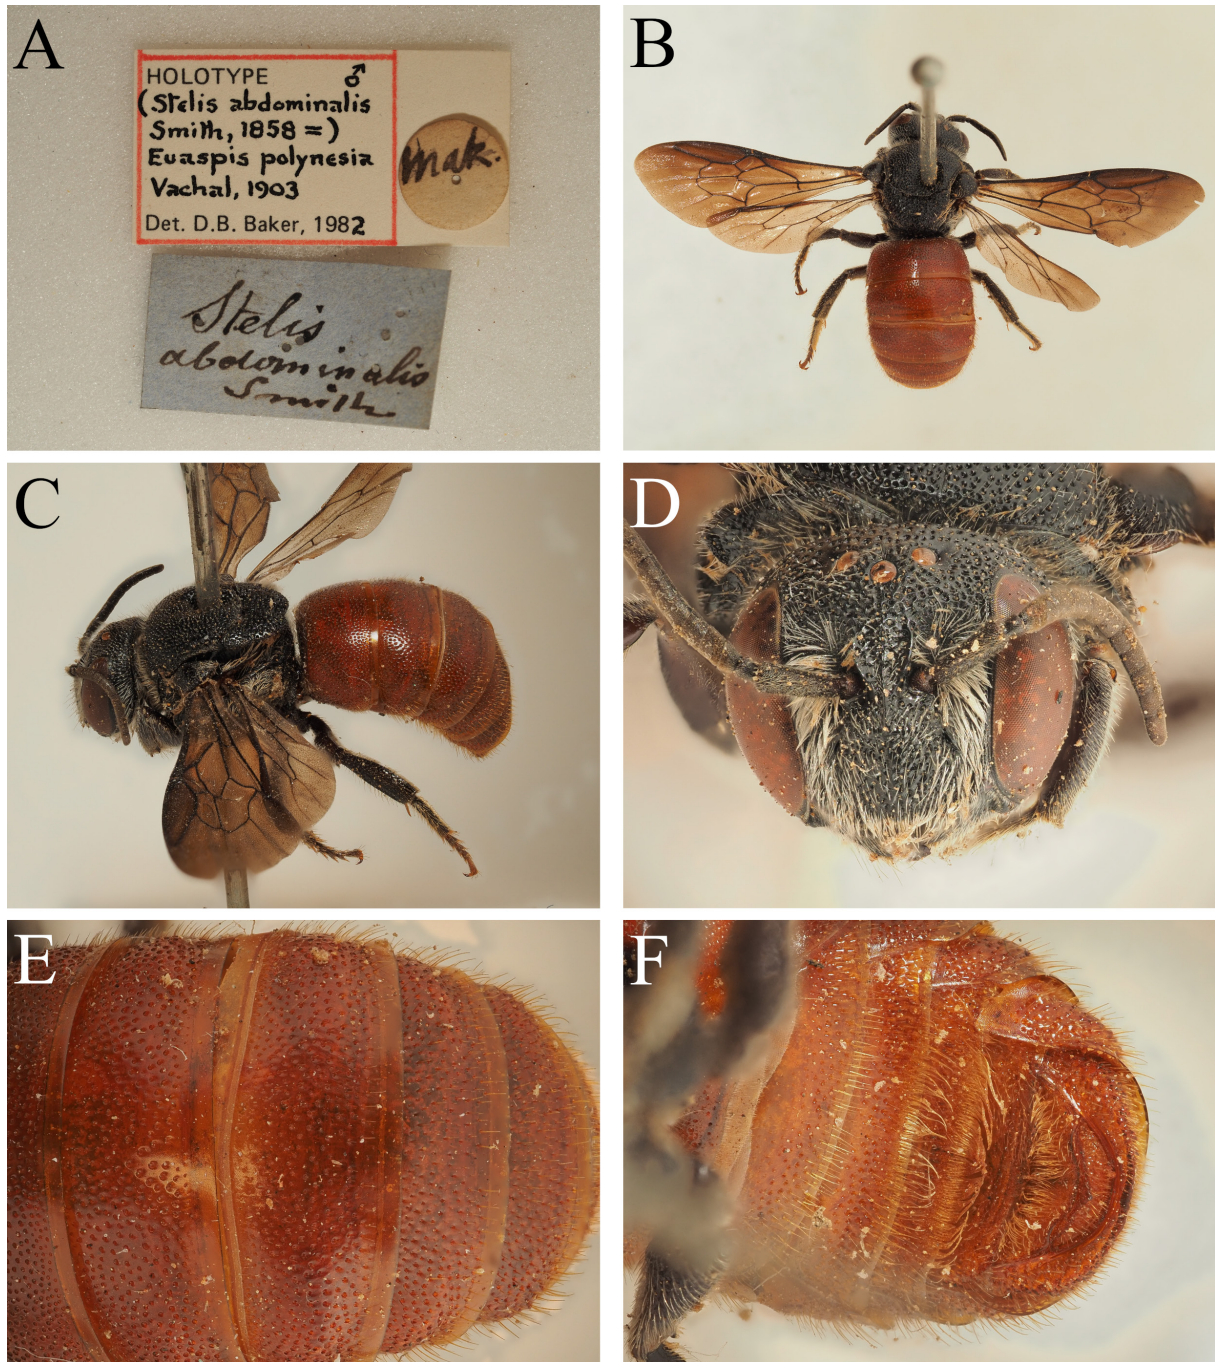 A
HOLOTYPE ♂
(Stelis abdominalis
Smith, 1858 =)
Euaspis polynesia
Vachal, 1903
Det. D.B. Baker, 1982
Mak.
Stelis
abdominalis
Smith.
B
C
D
E
F